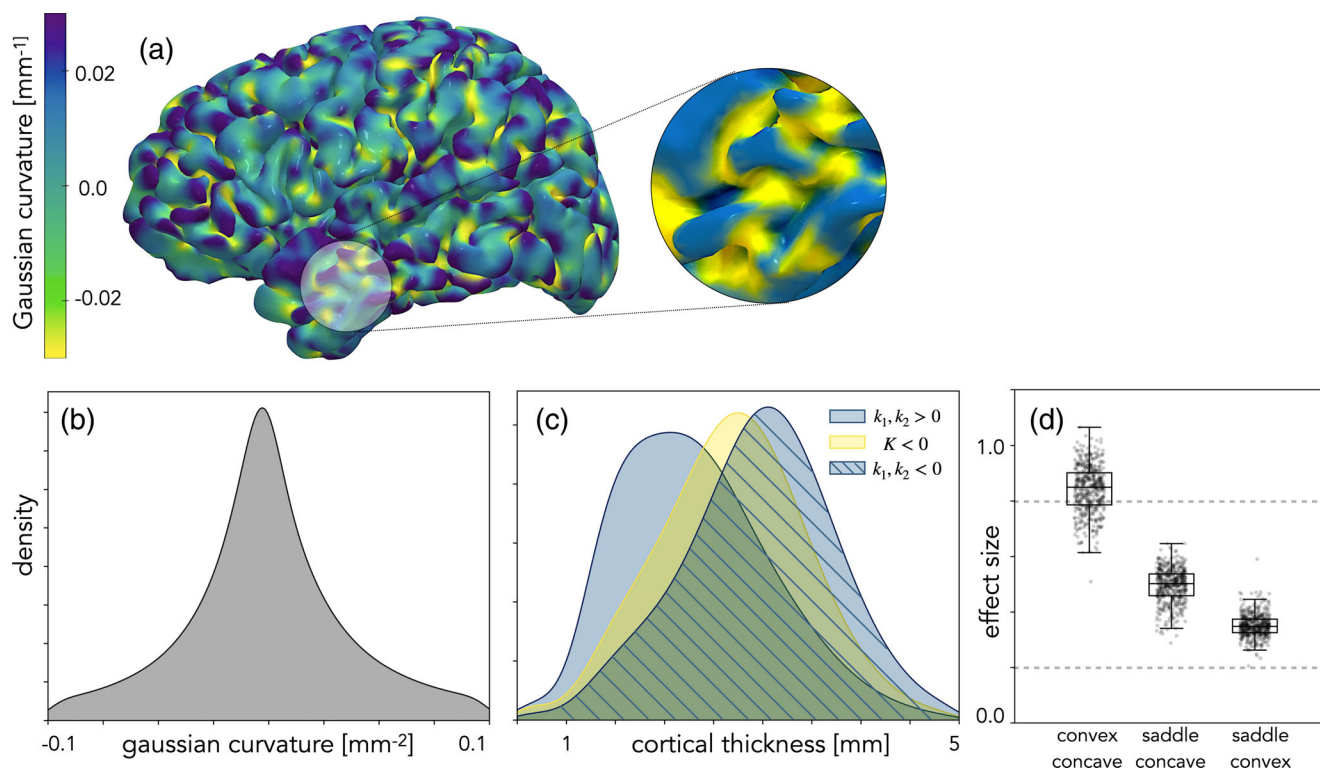 (a)
Gaussian curvature [mm-1]
0.02
0.0
-0.02
(b)
density
-0.1
gaussian curvature [mm-2]
0.1
(c)
k1, k2 > 0
K < 0
k1, k2 < 0
1
cortical thickness [mm]
5
(d)
effect size
1.0
0.0
convex
concave
saddle
concave
saddle
convex